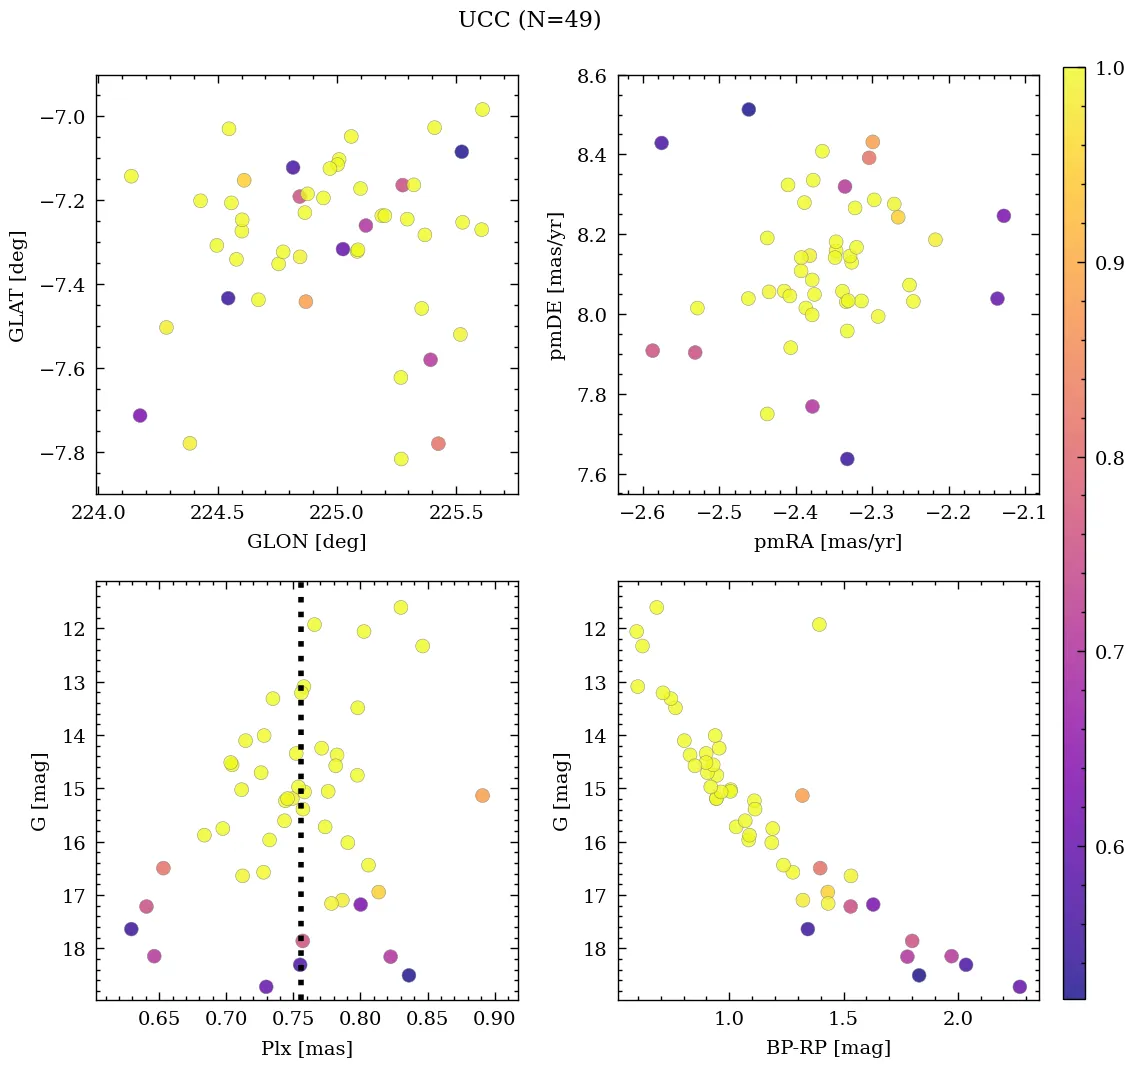 UCC (N=49)
−7.0
−7.2
−7.4
−7.6
−7.8
GLAT [deg]
224.0 224.5 225.0 225.5
GLON [deg]
8.6
8.4
8.2
8.0
7.8
7.6
pmDE [mas/yr]
−2.6 −2.5 −2.4 −2.3 −2.2 −2.1
pmRA [mas/yr]
12
13
14
15
16
17
18
G [mag]
0.65 0.70 0.75 0.80 0.85 0.90
Plx [mas]
12
13
14
15
16
17
18
G [mag]
1.0 1.5 2.0
BP-RP [mag]
1.0
0.9
0.8
0.7
0.6